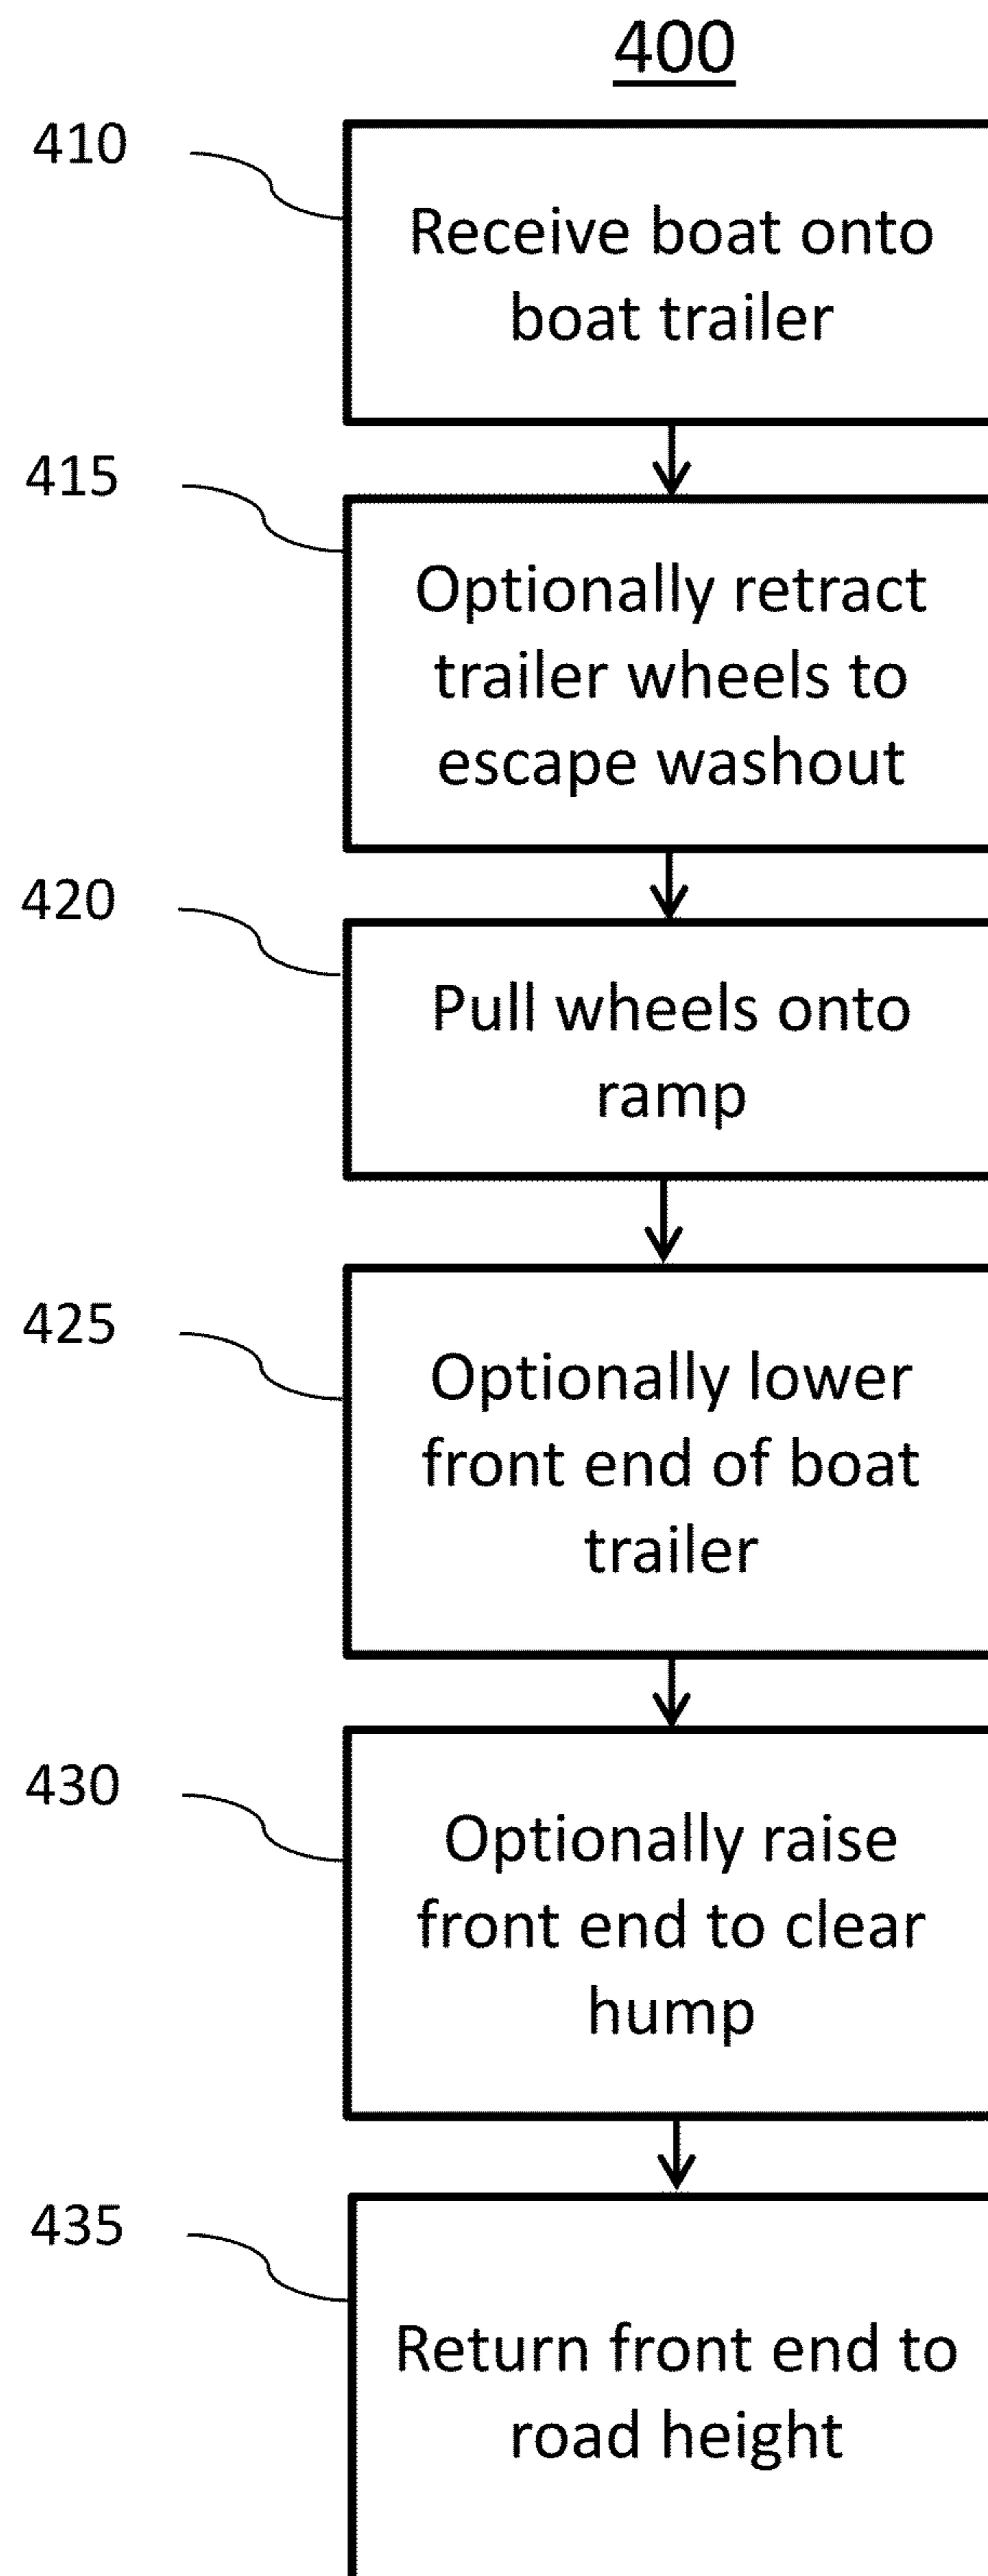 400
410
Receive boat onto
boat trailer
415
Optionally retract
trailer wheels to
escape washout
420
Pull wheels onto
ramp
425
Optionally lower
front end of boat
trailer
430
Optionally raise
front end to clear
hump
435
Return front end to
road height